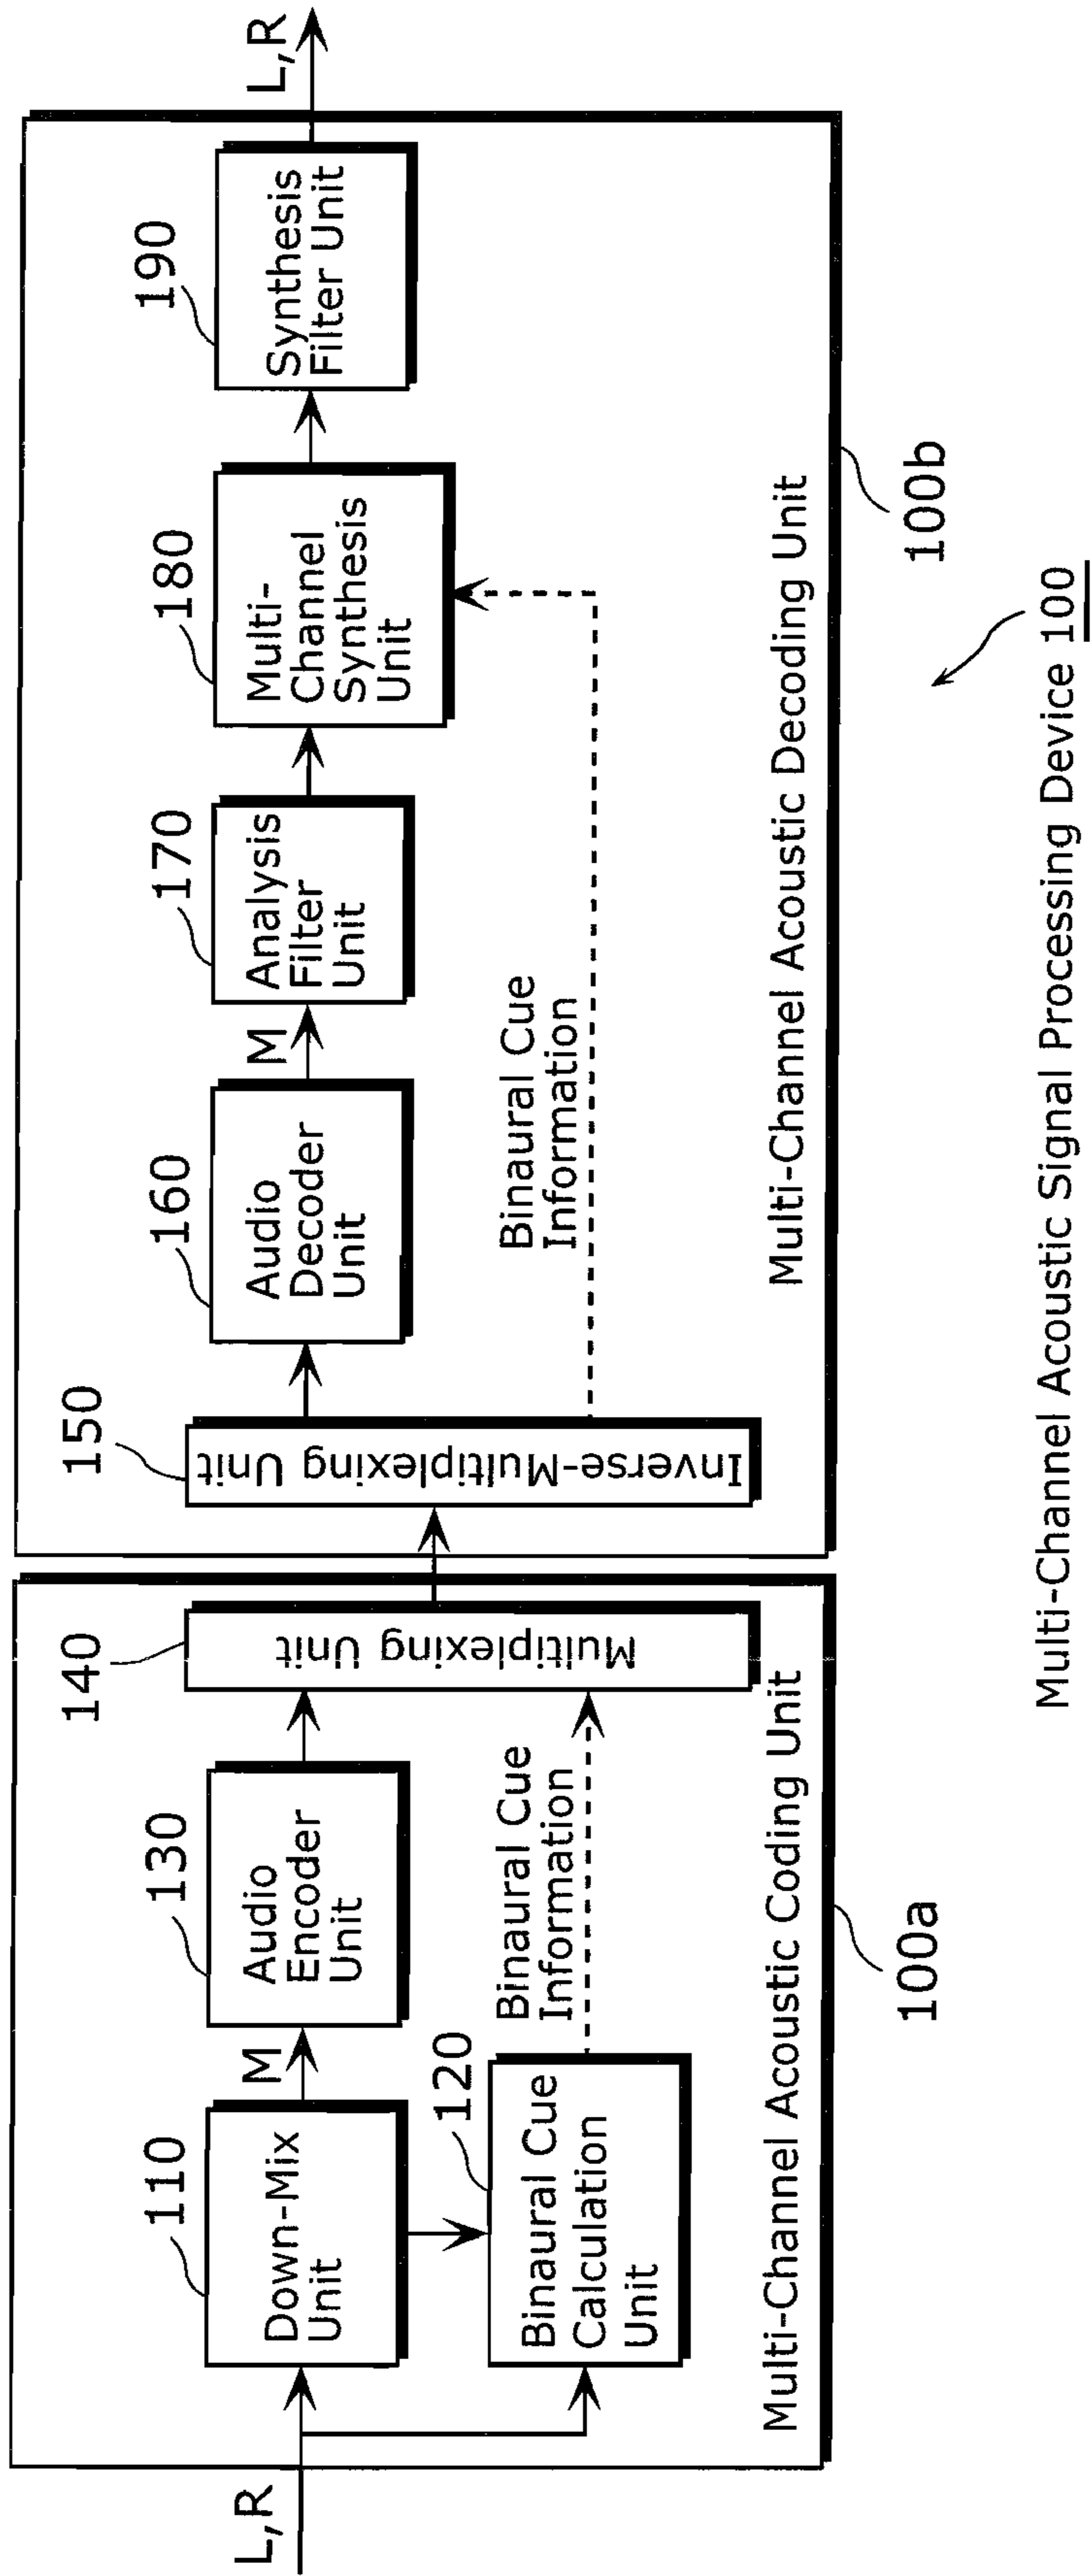 L,R
110
Down-Mix
Unit
M
130
Audio
Encoder
Unit
120
Binaural Cue
Calculation
Unit
Binaural Cue
Information
140
Multiplexing Unit
Multi-Channel Acoustic Coding Unit
100a
150
Inverse-Multiplexing Unit
160
Audio
Decoder
Unit
M
170
Analysis
Filter
Unit
180
Multi-
Channel
Synthesis
Unit
190
Synthesis
Filter Unit
L,R
Binaural Cue
Information
Multi-Channel Acoustic Decoding Unit
100b
Multi-Channel Acoustic Signal Processing Device 100